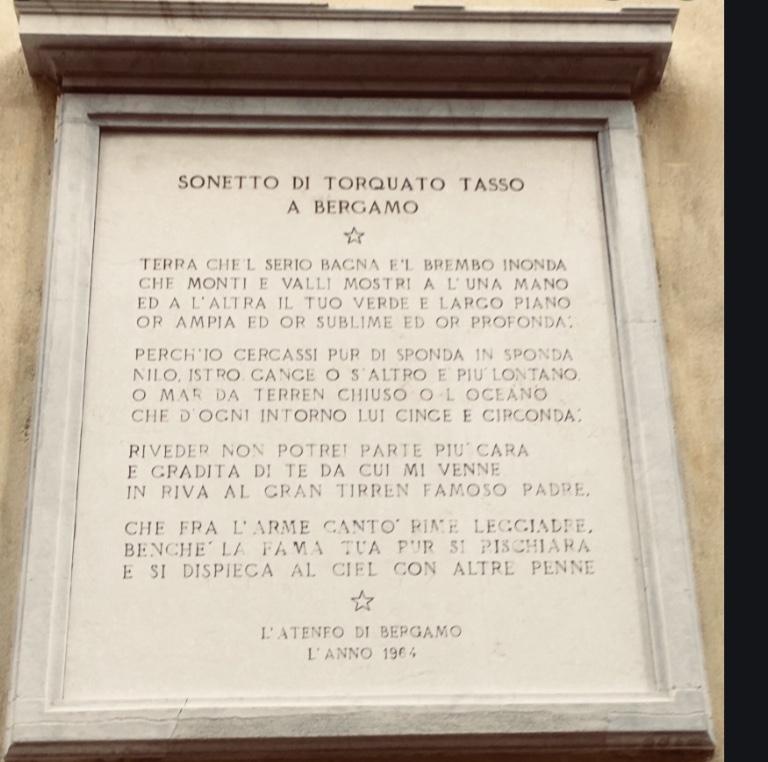 SONETTO DI TORQUATO TASSO
A BERGAMO
TERRA CHE'L SERIO BAGNA E'L BREMBO INONDA
CHE MONTI E VALLI MOSTRI A L'UNA MANO
ED A L'ALTRA IL TUO VERDE E LARGO PIANO
OR AMPIA ED OR SUBLIME ED OR PROFONDA;
PERCH'IO CERCASSI PUR DI SPONDA IN SPONDA
NILO, ISTRO, GANGE O S'ALTRO E' PIU' LONTANO,
O MAR DA TERREN CHIUSO O 'L OCEANO
CHE D'OGNI INTORNO LUI CINGE E CIRCONDA;
RIVEDER NON POTREI PARTE PIU' CARA
E GRADITA DI TE DA CUI MI VENNE
IN RIVA AL GRAN TIRREN FAMOSO PADRE,
CHE FRA L'ARME CANTO' RIME LEGGIADRE,
BENCHE' LA FAMA TUA PUR SI RISCHIARA
E SI DISPIEGA AL CIEL CON ALTRE PENNE
L'ATENEO DI BERGAMO
L'ANNO 1964